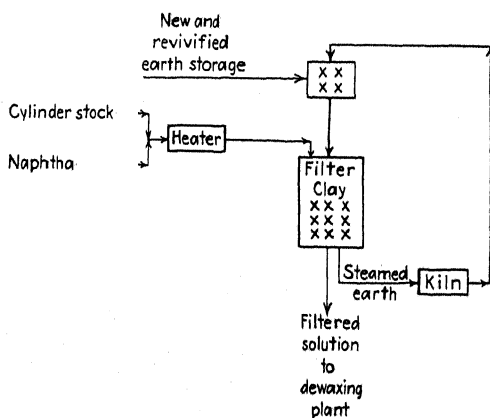 New and
revivified
earth storage
X X
X X
Cylinder stock
Heater
Naphtha
Filter
Clay
X X X
X X X
X X X
Steamed
earth
Kiln
Filtered
solution
to
dewaxing
plant